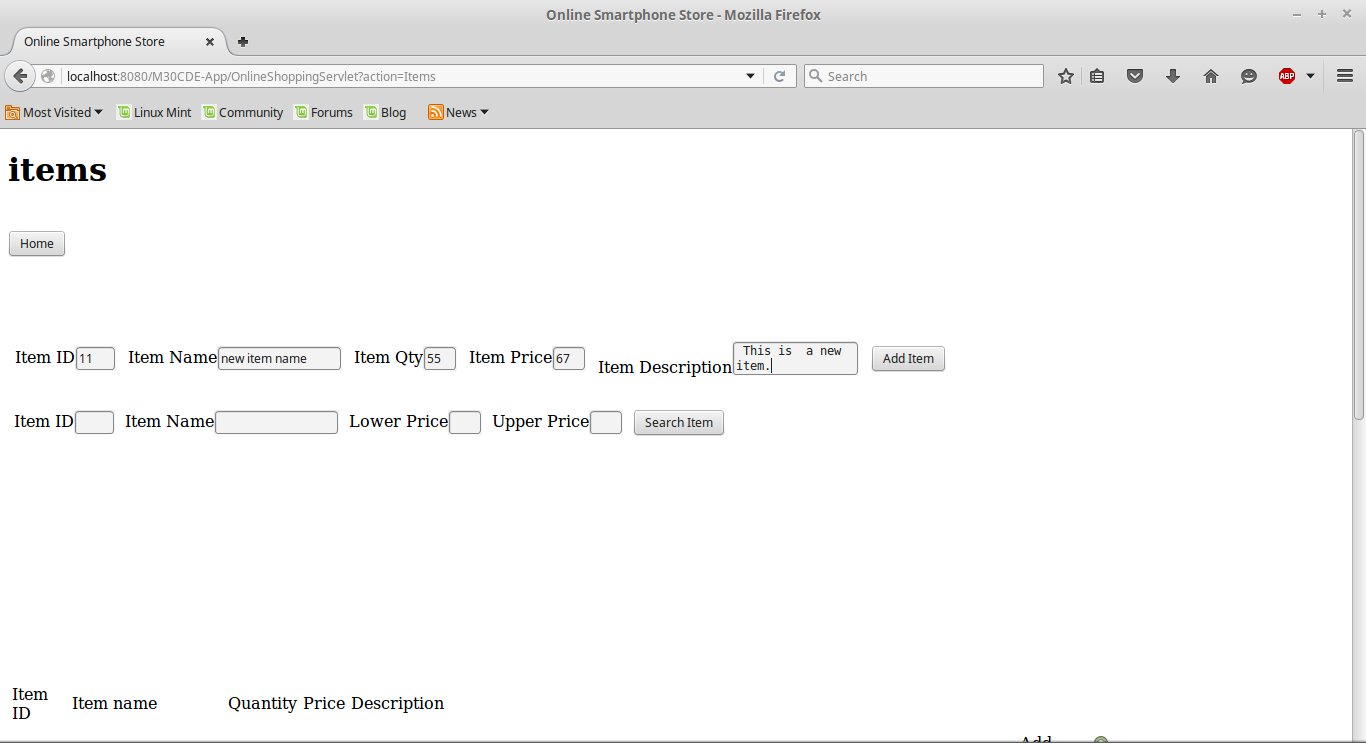 Online Smartphone Store - Mozilla Firefox
Online Smartphone Store
localhost:8080/M30CDE-App/OnlineShoppingServlet?action=Items
Search
ABP
Most Visited Linux Mint Community Forums Blog News
items
Home
Item ID 11 Item Name new item name Item Qty 55 Item Price 67 Item Description This is a new
item. Add Item
Item ID Item Name Lower Price Upper Price Search Item
Item
ID Item name Quantity Price Description
Add